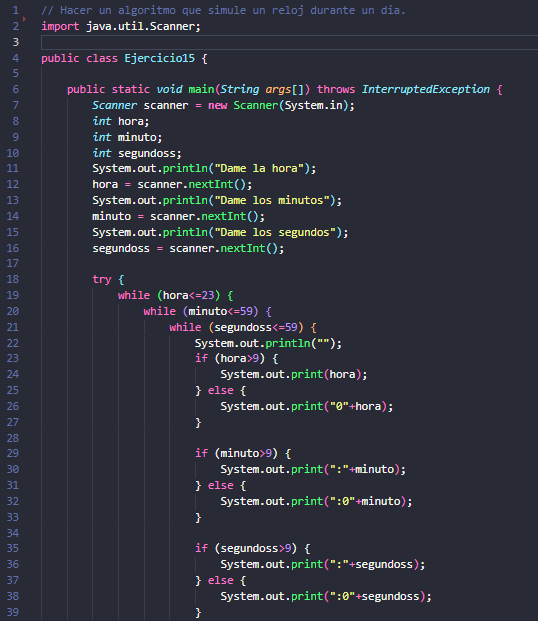 1 // Hacer un algoritmo que simule un reloj durante un dia.
2 import java.util.Scanner;
3
4 public class Ejercicio15 {
5
6     public static void main(String args[]) throws InterruptedException {
7         Scanner scanner = new Scanner(System.in);
8         int hora;
9         int minuto;
10         int segundoss;
11         System.out.println("Dame la hora");
12         hora = scanner.nextInt();
13         System.out.println("Dame los minutos");
14         minuto = scanner.nextInt();
15         System.out.println("Dame los segundos");
16         segundoss = scanner.nextInt();
17
18         try {
19             while (hora<=23) {
20                 while (minuto<=59) {
21                     while (segundoss<=59) {
22                         System.out.println("");
23                         if (hora>9) {
24                             System.out.print(hora);
25                         } else {
26                             System.out.print("0"+hora);
27                         }
28
29                         if (minuto>9) {
30                             System.out.print(":"+minuto);
31                         } else {
32                             System.out.print(":0"+minuto);
33                         }
34
35                         if (segundoss>9) {
36                             System.out.print(":"+segundoss);
37                         } else {
38                             System.out.print(":0"+segundoss);
39                         }